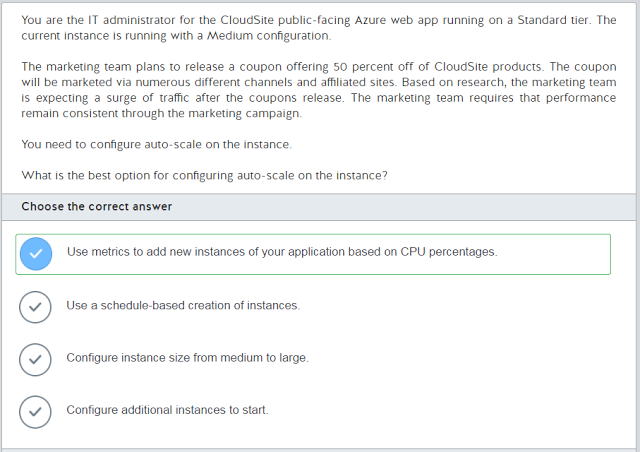 You are the IT administrator for the CloudSite public-facing Azure web app running on a Standard tier. The
current instance is running with a Medium configuration.
The marketing team plans to release a coupon offering 50 percent off of CloudSite products. The coupon
will be marketed via numerous different channels and affiliated sites. Based on research, the marketing team
is expecting a surge of traffic after the coupons release. The marketing team requires that performance
remain consistent through the marketing campaign.
You need to configure auto-scale on the instance.
What is the best option for configuring auto-scale on the instance?
Choose the correct answer
Use metrics to add new instances of your application based on CPU percentages.
Use a schedule-based creation of instances.
Configure instance size from medium to large.
Configure additional instances to start.